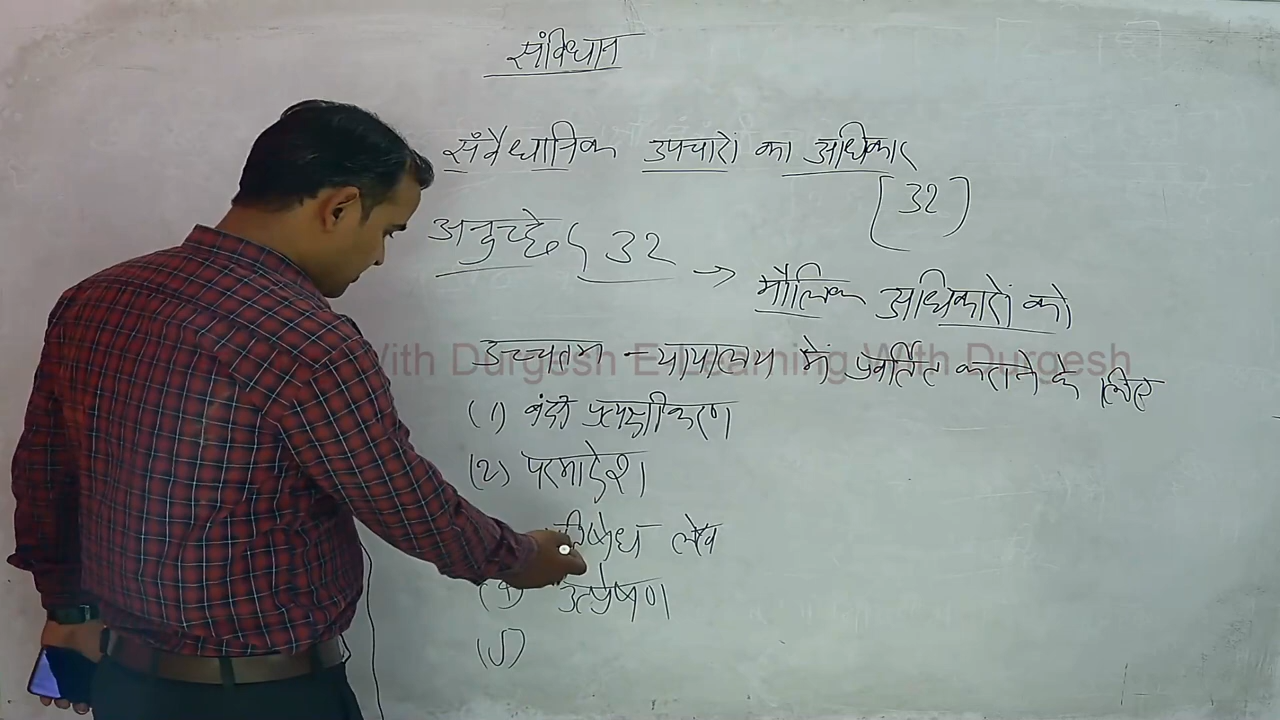 संविधान
संवैधानिक उपचारों का अधिकार
[32]
अनुच्छेद 32 → मौलिक अधिकारों को
उच्चतम न्यायालय में प्रवर्तित कराने के लिए
With Durgesh E Learning With Durgesh
(1) बंदी प्रत्यक्षीकरण
(2) परमादेश
लेख
(4) उत्प्रेषण
(5)